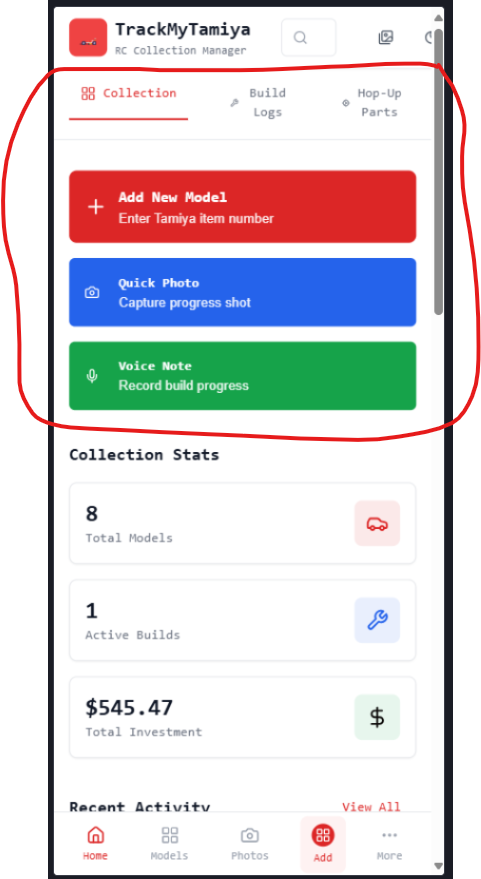 TrackMyTamiya
RC Collection Manager
Collection
Build
Logs
Hop-Up
Parts
Add New Model
Enter Tamiya item number
Quick Photo
Capture progress shot
Voice Note
Record build progress
Collection Stats
8
Total Models
1
Active Builds
$545.47
Total Investment
Recent Activity
View All
Home
Models
Photos
Add
More